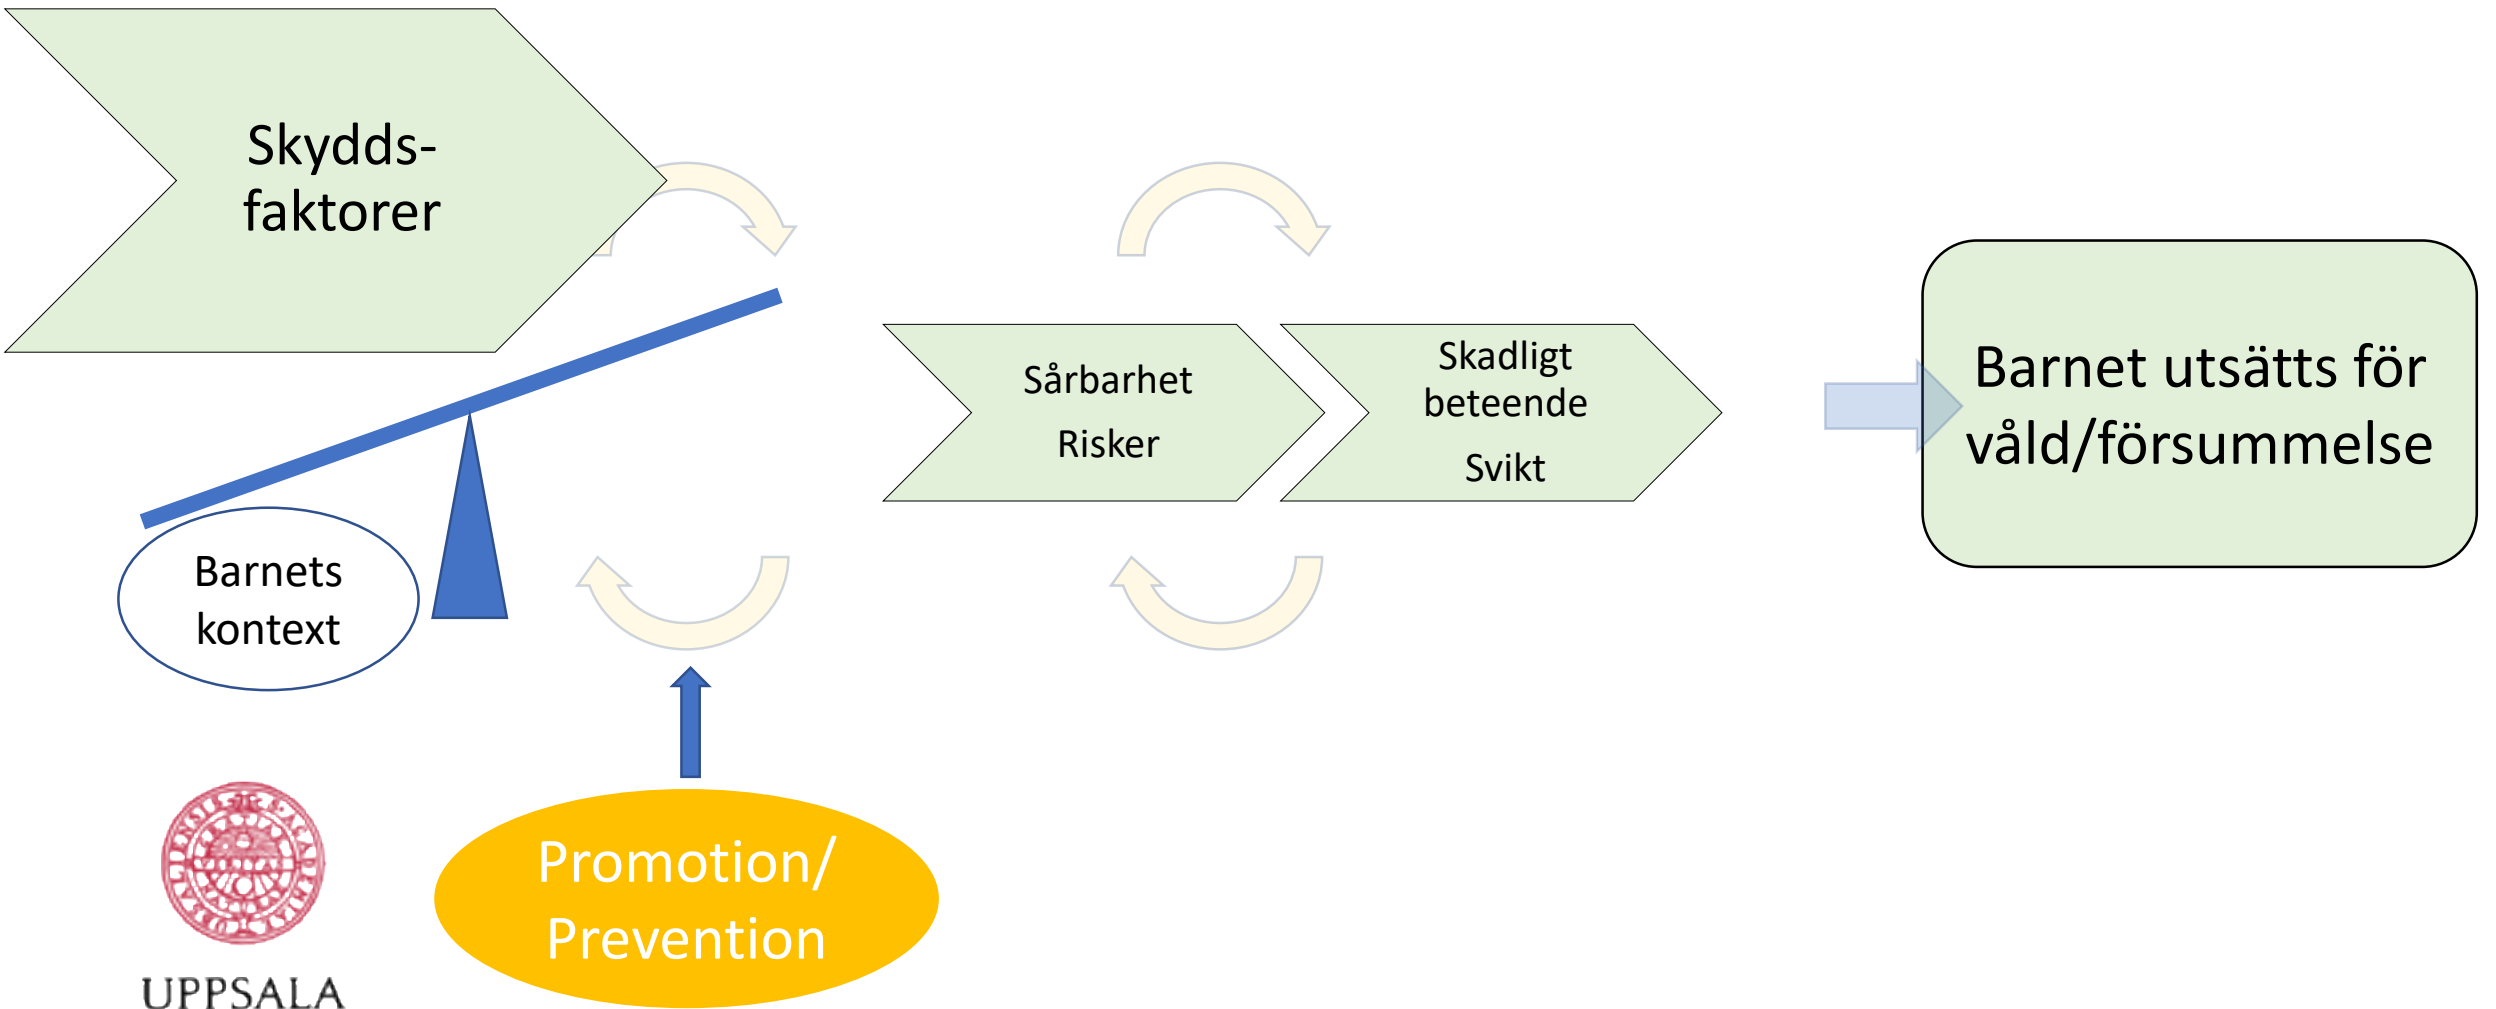 Skydds-
faktorer
Sårbarhet
Risker
Skadligt
beteende
Svikt
Barnet utsätts för
våld/försummelse
Barnets
kontext
Promotion/
Prevention
UPPSALA